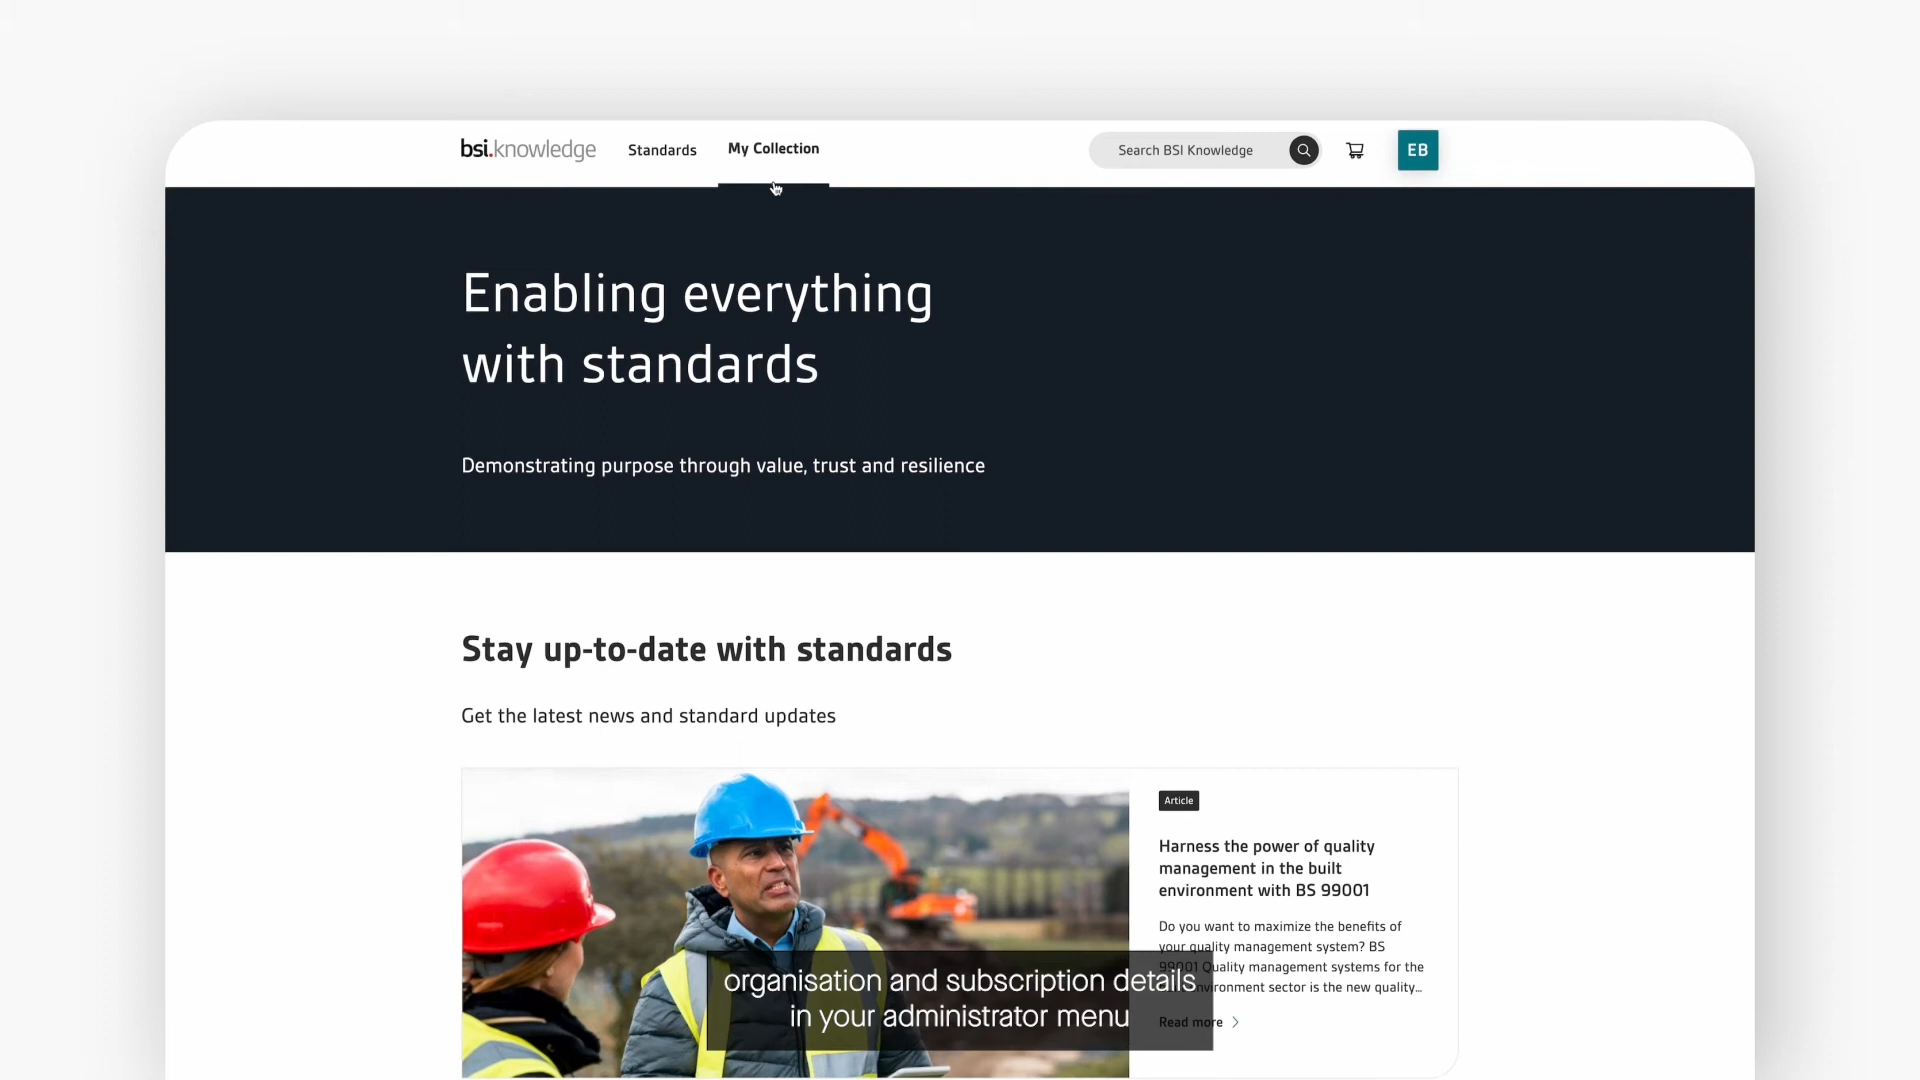 bsi.knowledge
Standards
My Collection
Search BSI Knowledge
EB
Enabling everything
with standards
Demonstrating purpose through value, trust and resilience
Stay up-to-date with standards
Get the latest news and standard updates
Article
Harness the power of quality
management in the built
environment with BS 99001
Do you want to maximize the benefits of
your quality management system? BS
99001 Quality management systems for the
environment sector is the new quality...
Read more
organisation and subscription details
in your administrator menu